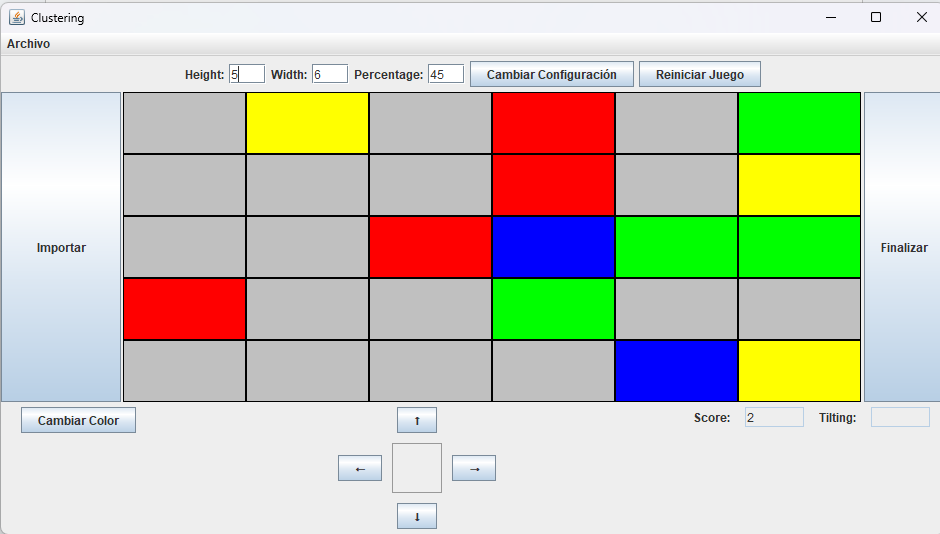 Clustering
Archivo
Height: 5 Width: 6 Percentage: 45 Cambiar Configuración Reiniciar Juego
Importar
Finalizar
Cambiar Color
↑
Score: 2 Tilting:
← →
↓